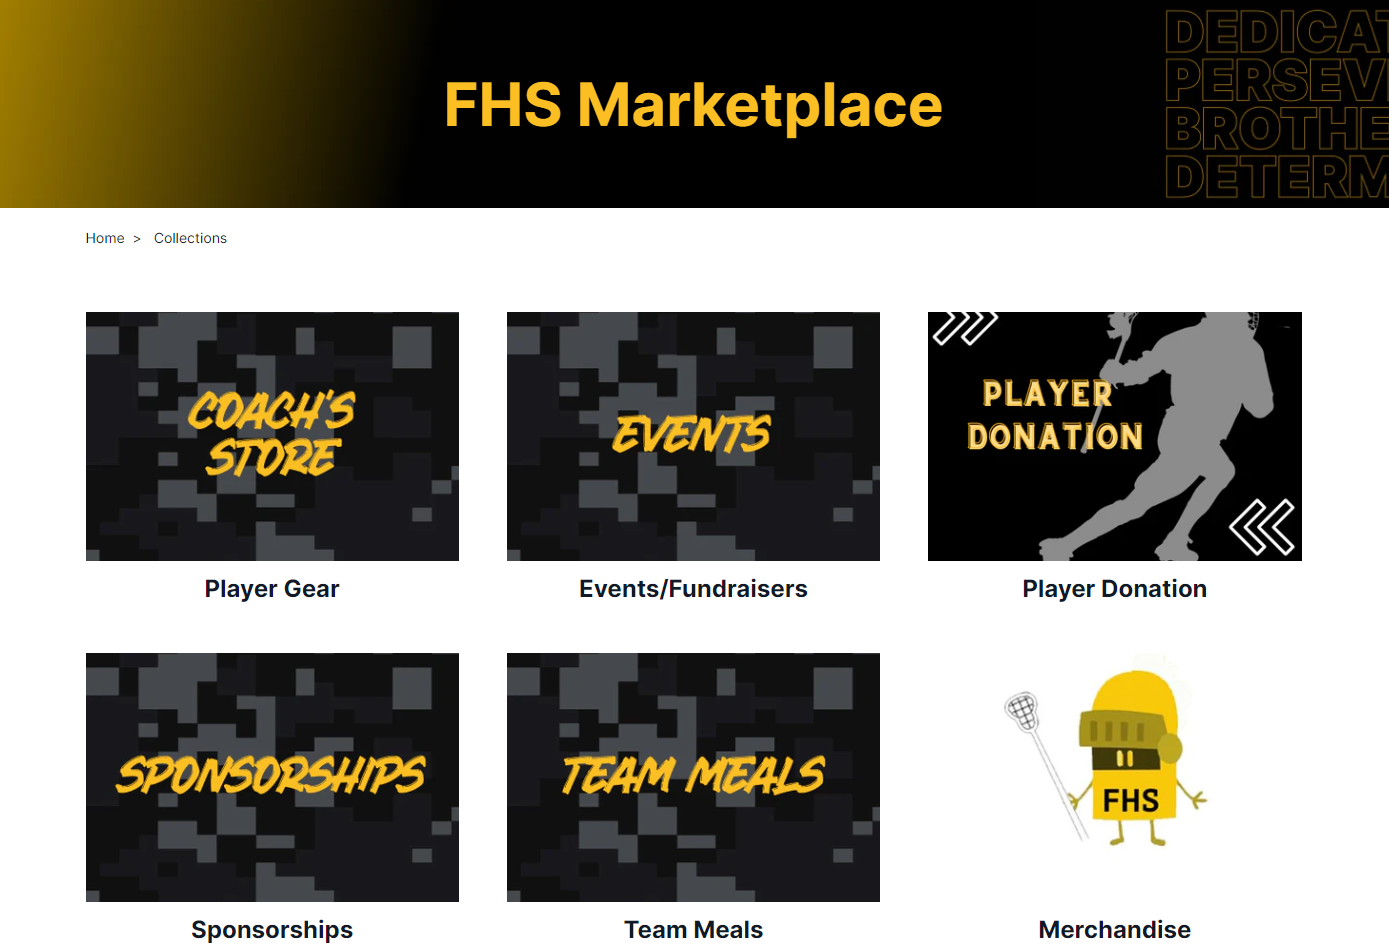 DEDICAT
PERSEV
BROTHE
DETERM
FHS Marketplace
Home > Collections
COACH'S
STORE
EVENTS
PLAYER
DONATION
Player Gear
Events/Fundraisers
Player Donation
SPONSORSHIPS
TEAM MEALS
FHS
Sponsorships
Team Meals
Merchandise